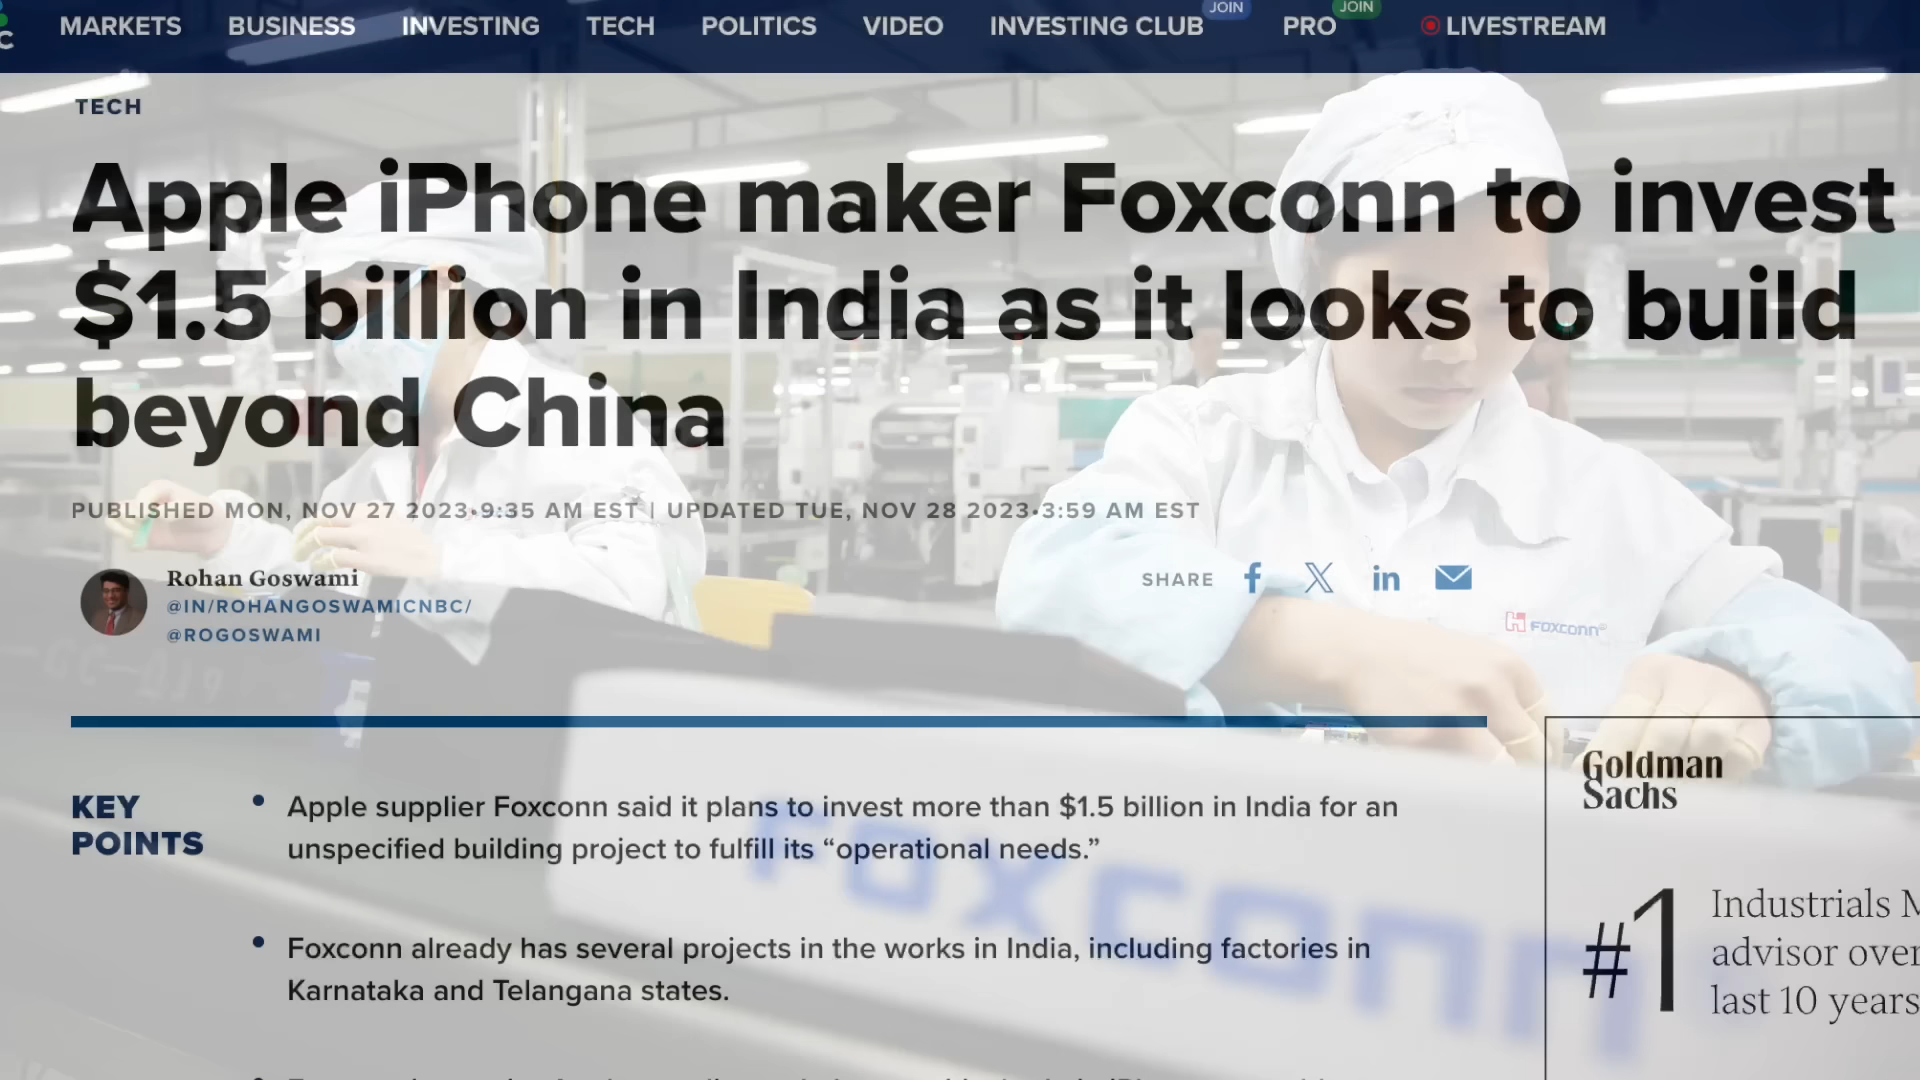 C
MARKETS BUSINESS INVESTING TECH POLITICS VIDEO INVESTING CLUB JOIN PRO JOIN LIVESTREAM
TECH
Apple iPhone maker Foxconn to invest
$1.5 billion in India as it looks to build
beyond China
PUBLISHED MON, NOV 27 2023•9:35 AM EST | UPDATED TUE, NOV 28 2023•3:59 AM EST
Rohan Goswami
@IN/ROHANGOSWAMICNBC/
@ROGOSWAMI
SHARE
FOXCONN
KEY
POINTS
• Apple supplier Foxconn said it plans to invest more than $1.5 billion in India for an
unspecified building project to fulfill its “operational needs.”
• Foxconn already has several projects in the works in India, including factories in
Karnataka and Telangana states.
FOXCONN
Goldman
Sachs
#1
Industrials M
advisor over
last 10 years